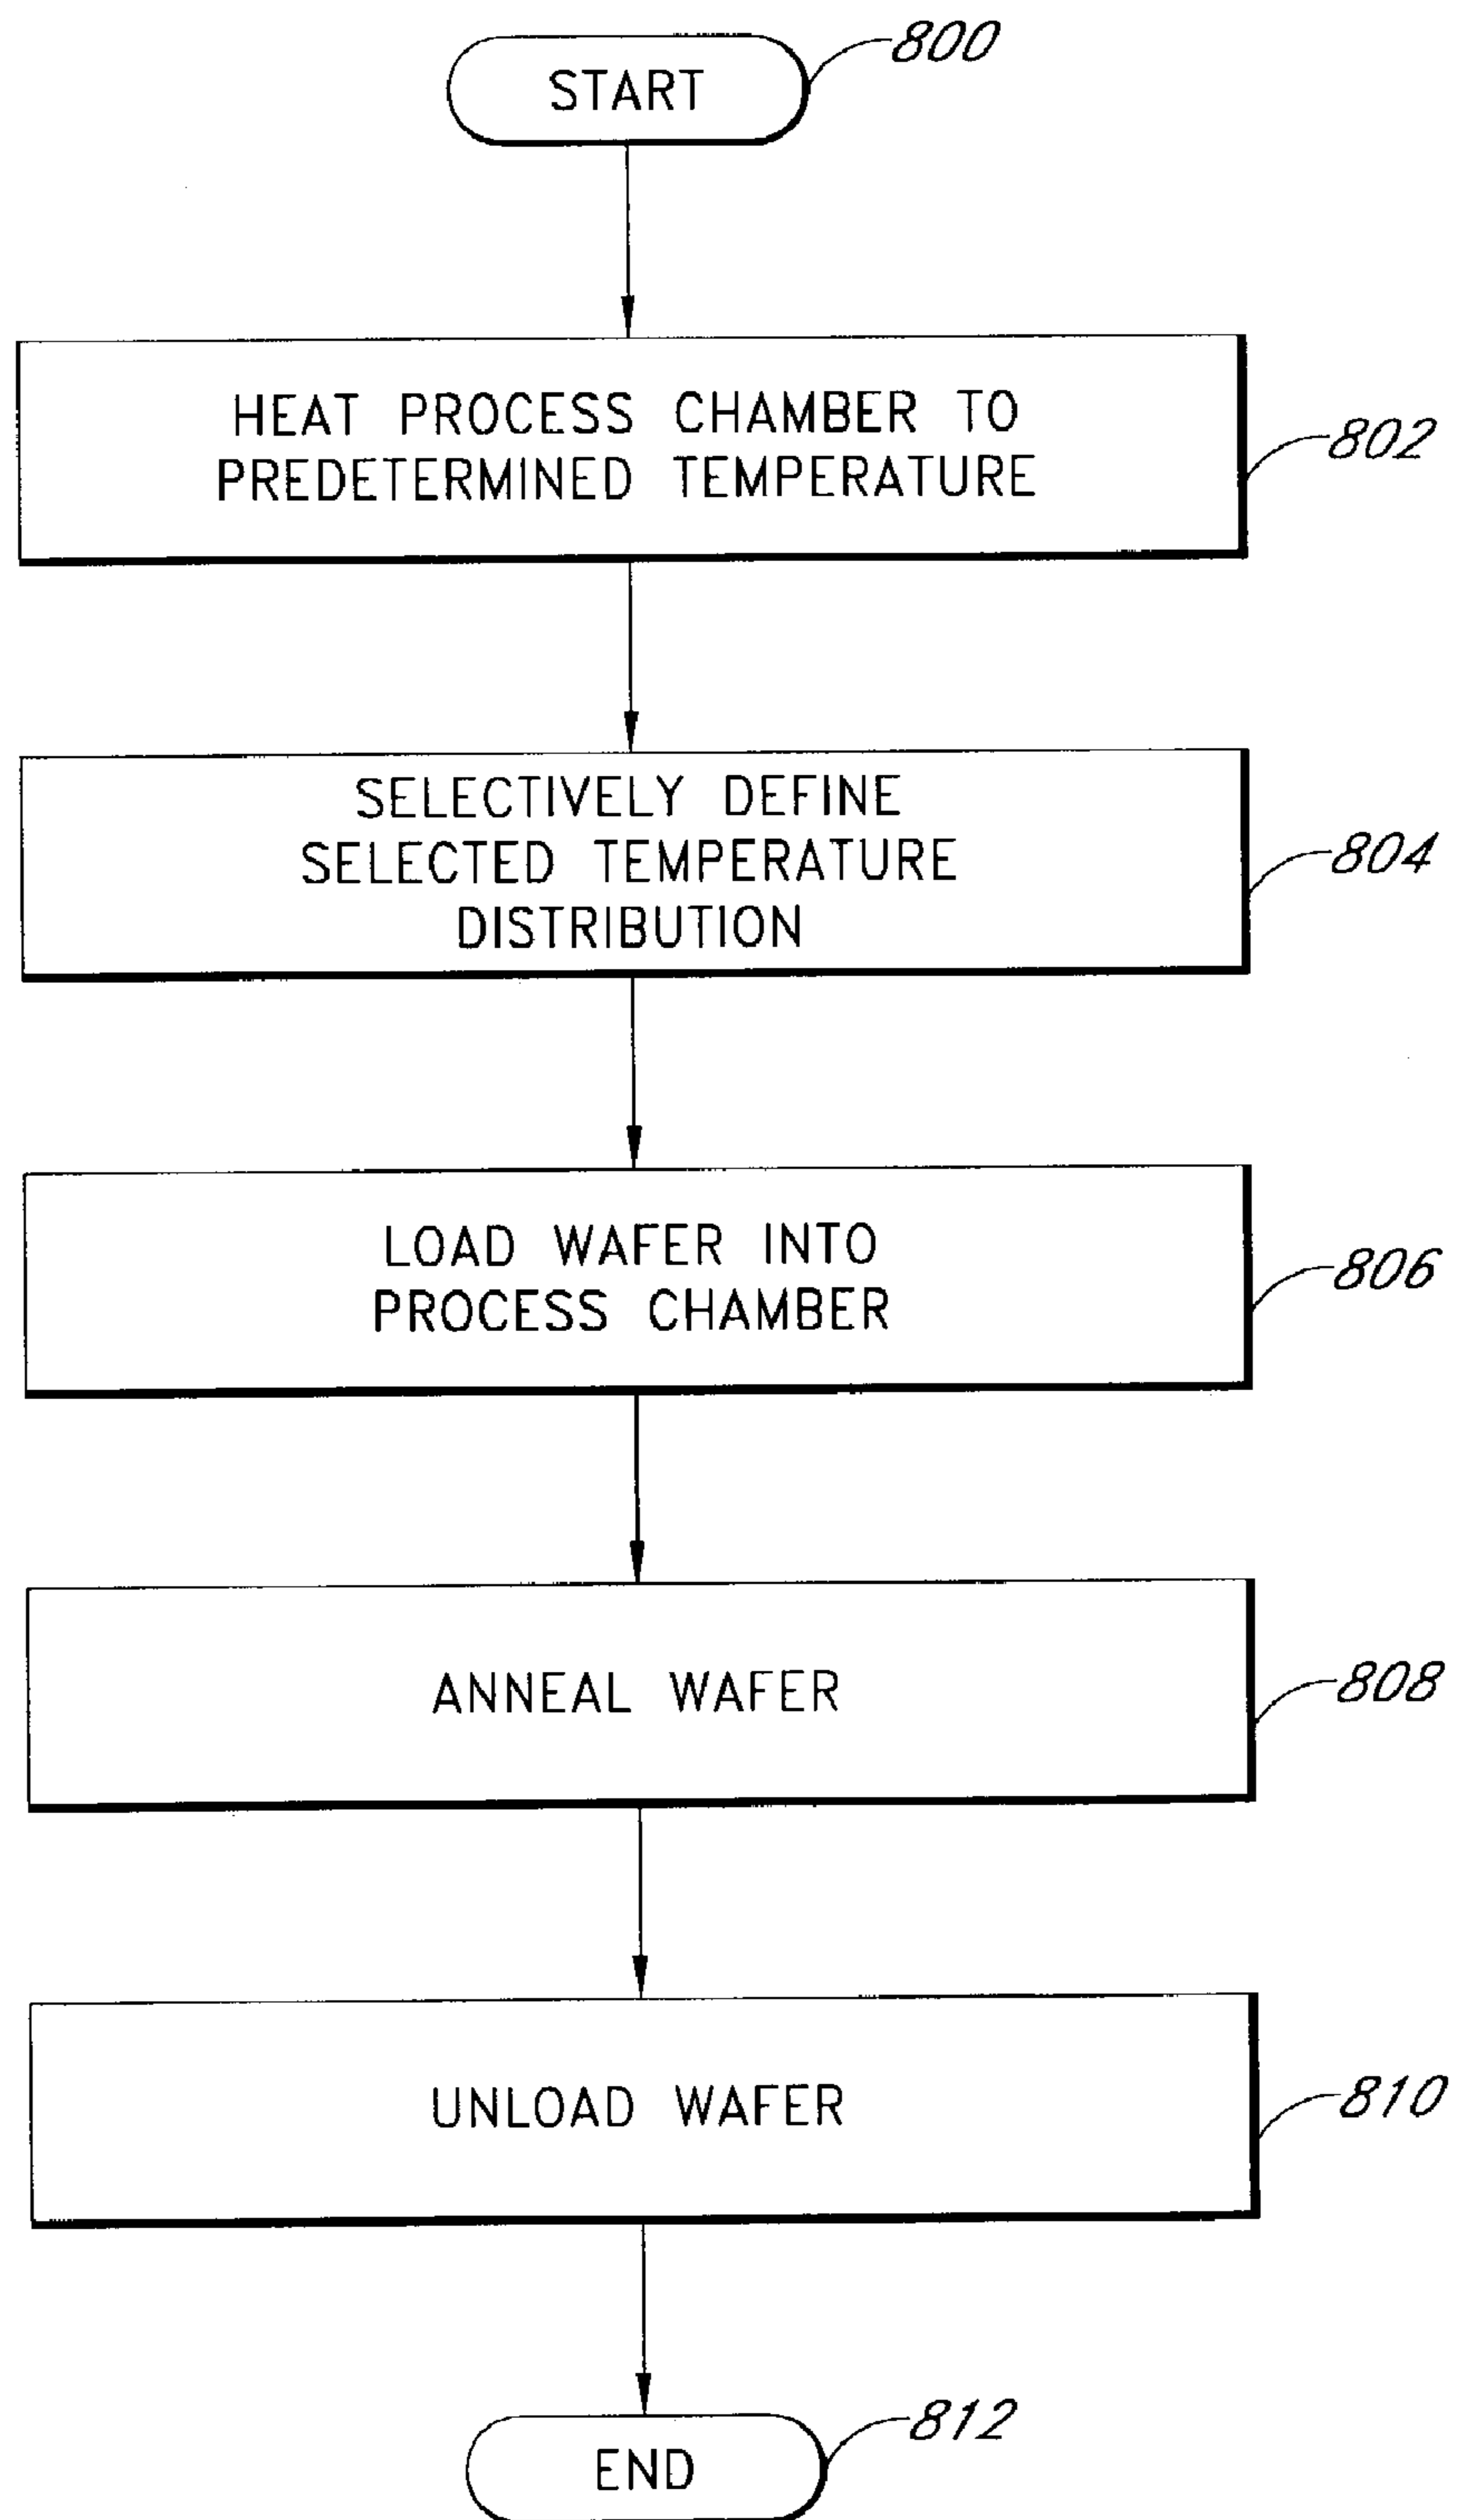 START
800
HEAT PROCESS CHAMBER TO
PREDETERMINED TEMPERATURE
802
SELECTIVELY DEFINE
SELECTED TEMPERATURE
DISTRIBUTION
804
LOAD WAFER INTO
PROCESS CHAMBER
806
ANNEAL WAFER
808
UNLOAD WAFER
810
END
812